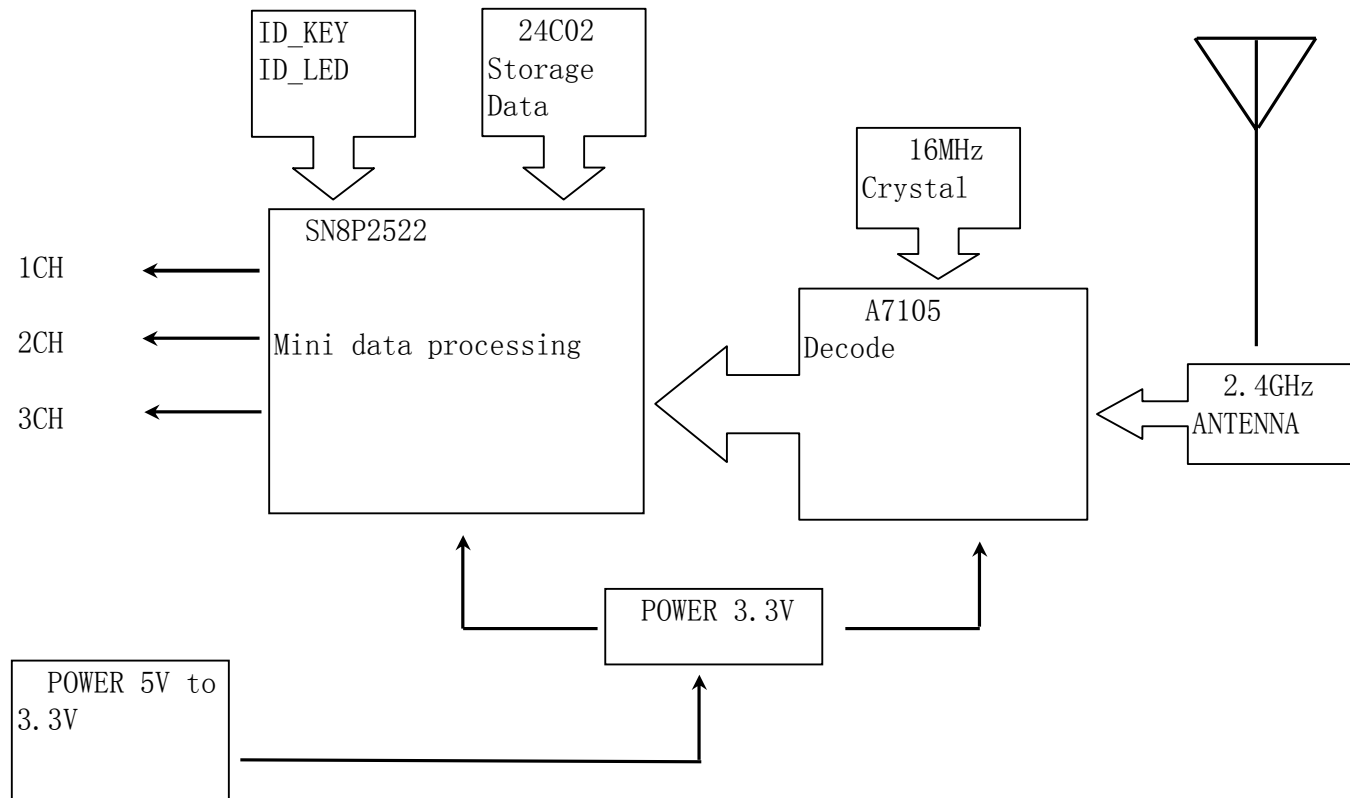 ID_KEY
ID_LED
24C02
Storage
Data
16MHz
Crystal
SN8P2522
Mini data processing
1CH
2CH
3CH
A7105
Decode
2.4GHz
ANTENNA
POWER 3.3V
POWER 5V to
3.3V